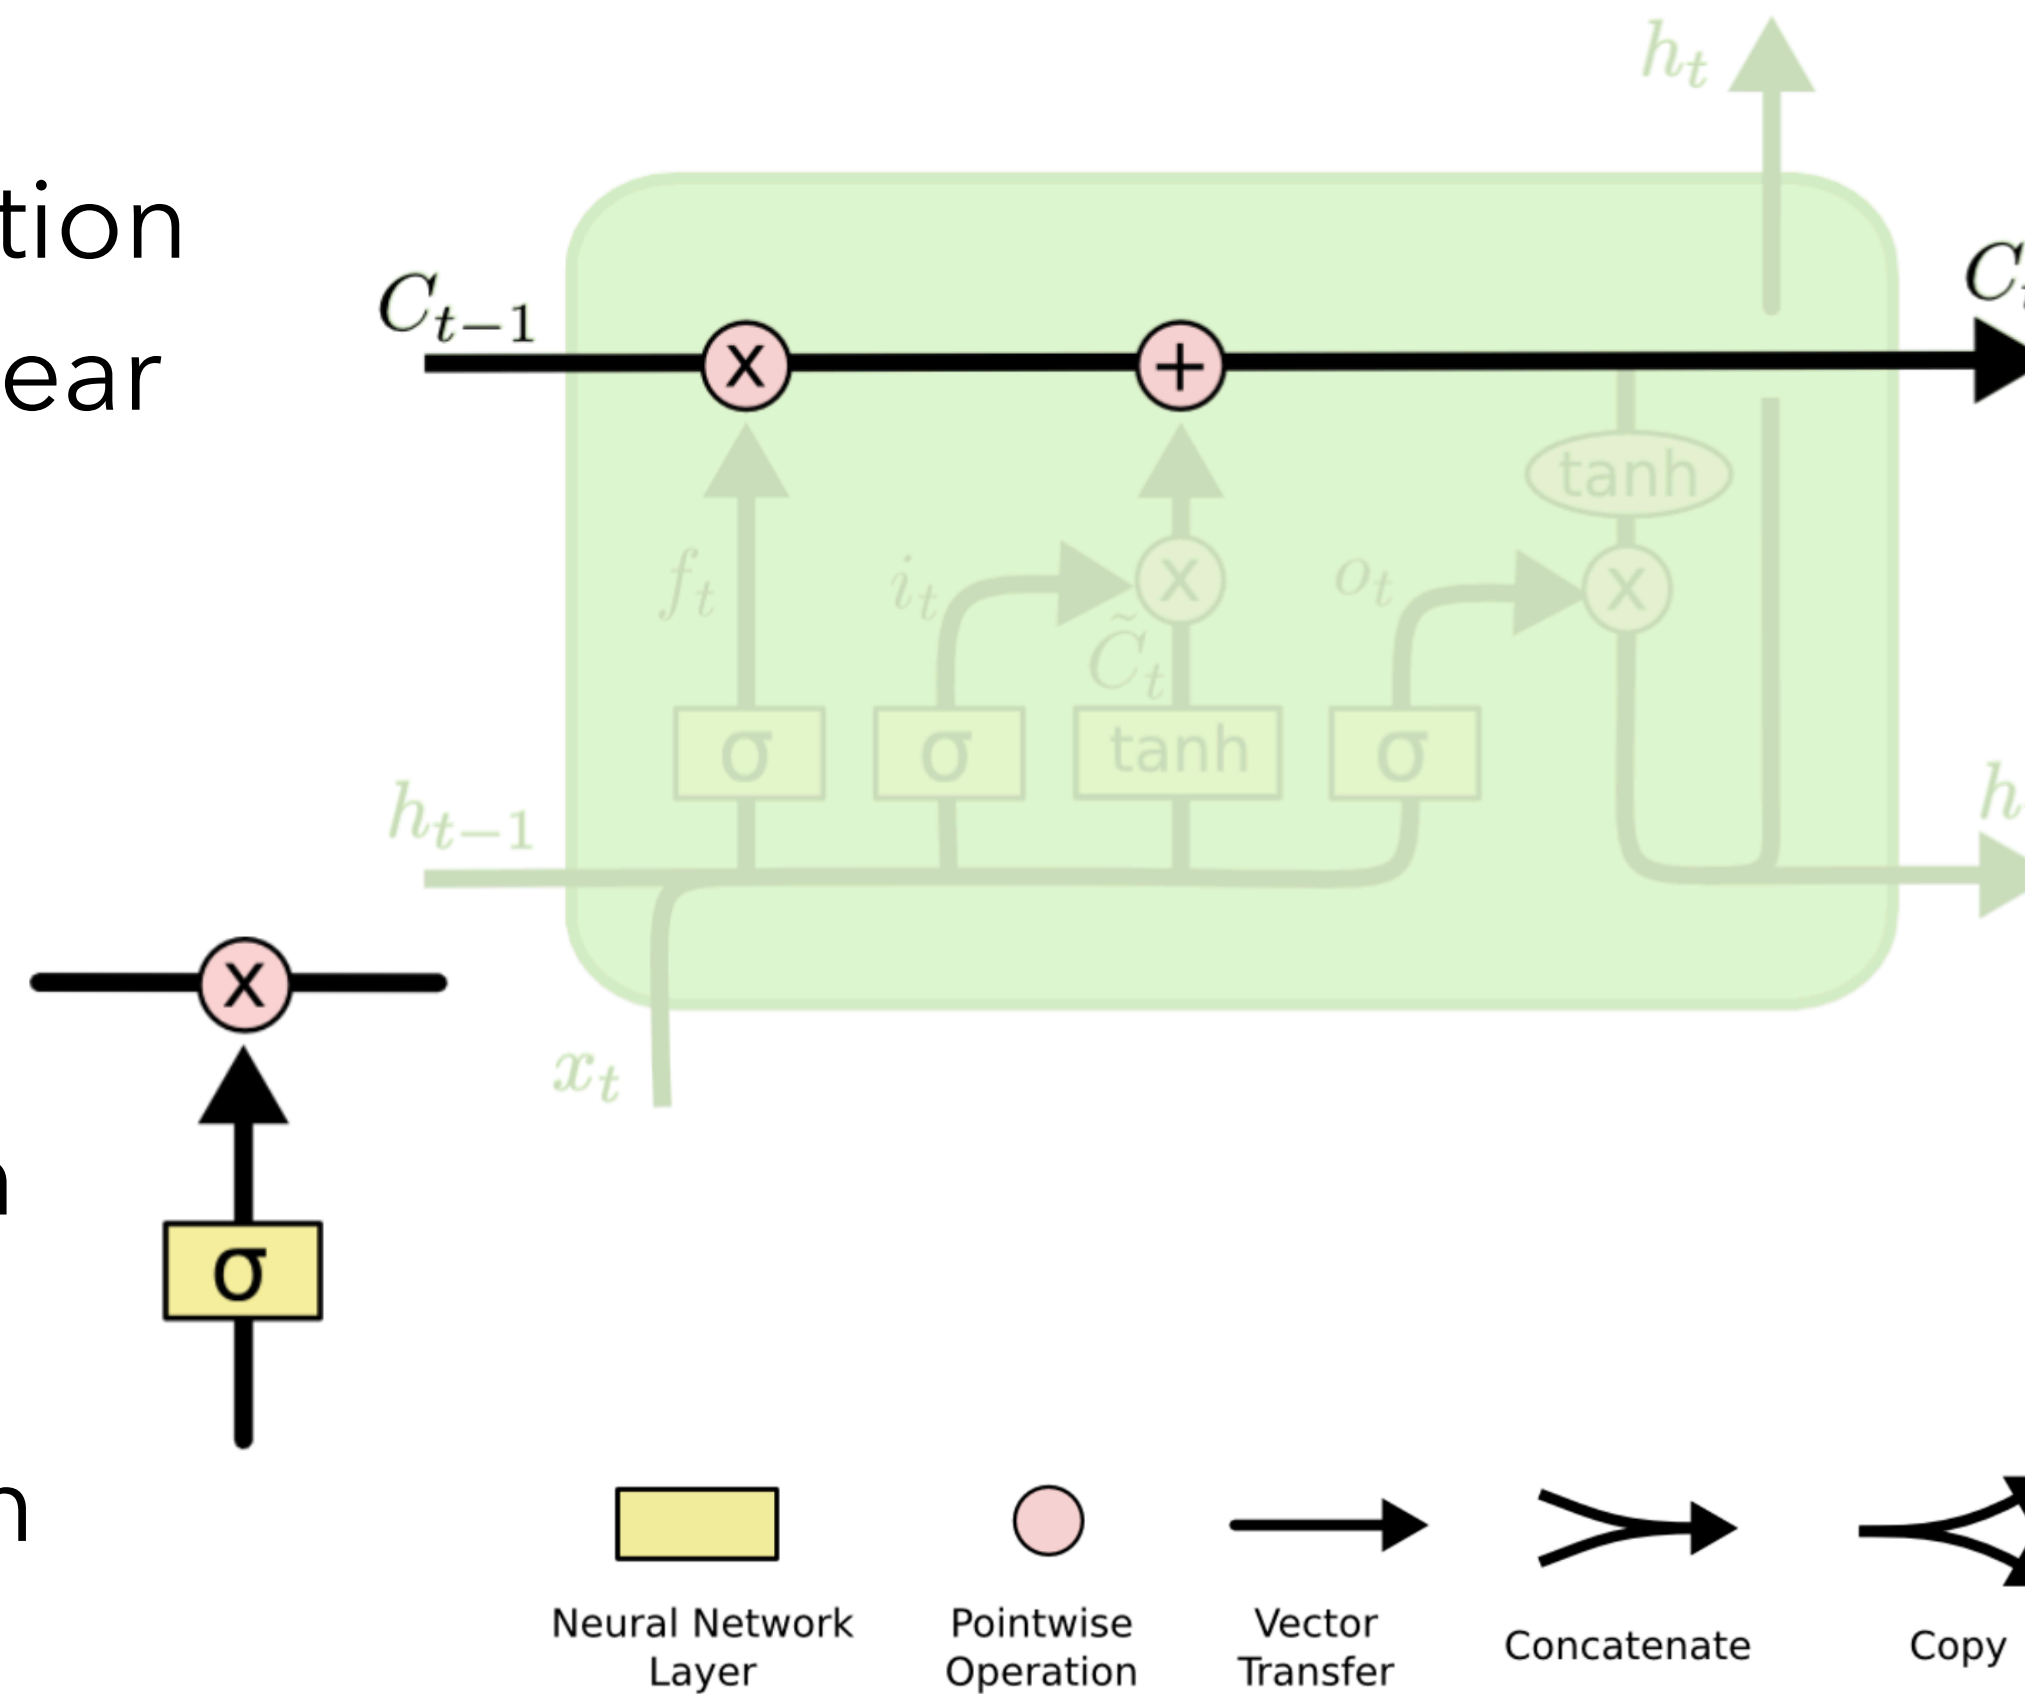 h_t
tion
C_{t-1}
ear
x
+
tanh
f_t
i_t
x
o_t
x
\tilde{C}_t
σ
σ
tanh
σ
h_{t-1}
h
x
x_t
σ
Neural Network
Layer
Pointwise
Operation
Vector
Transfer
Concatenate
Copy